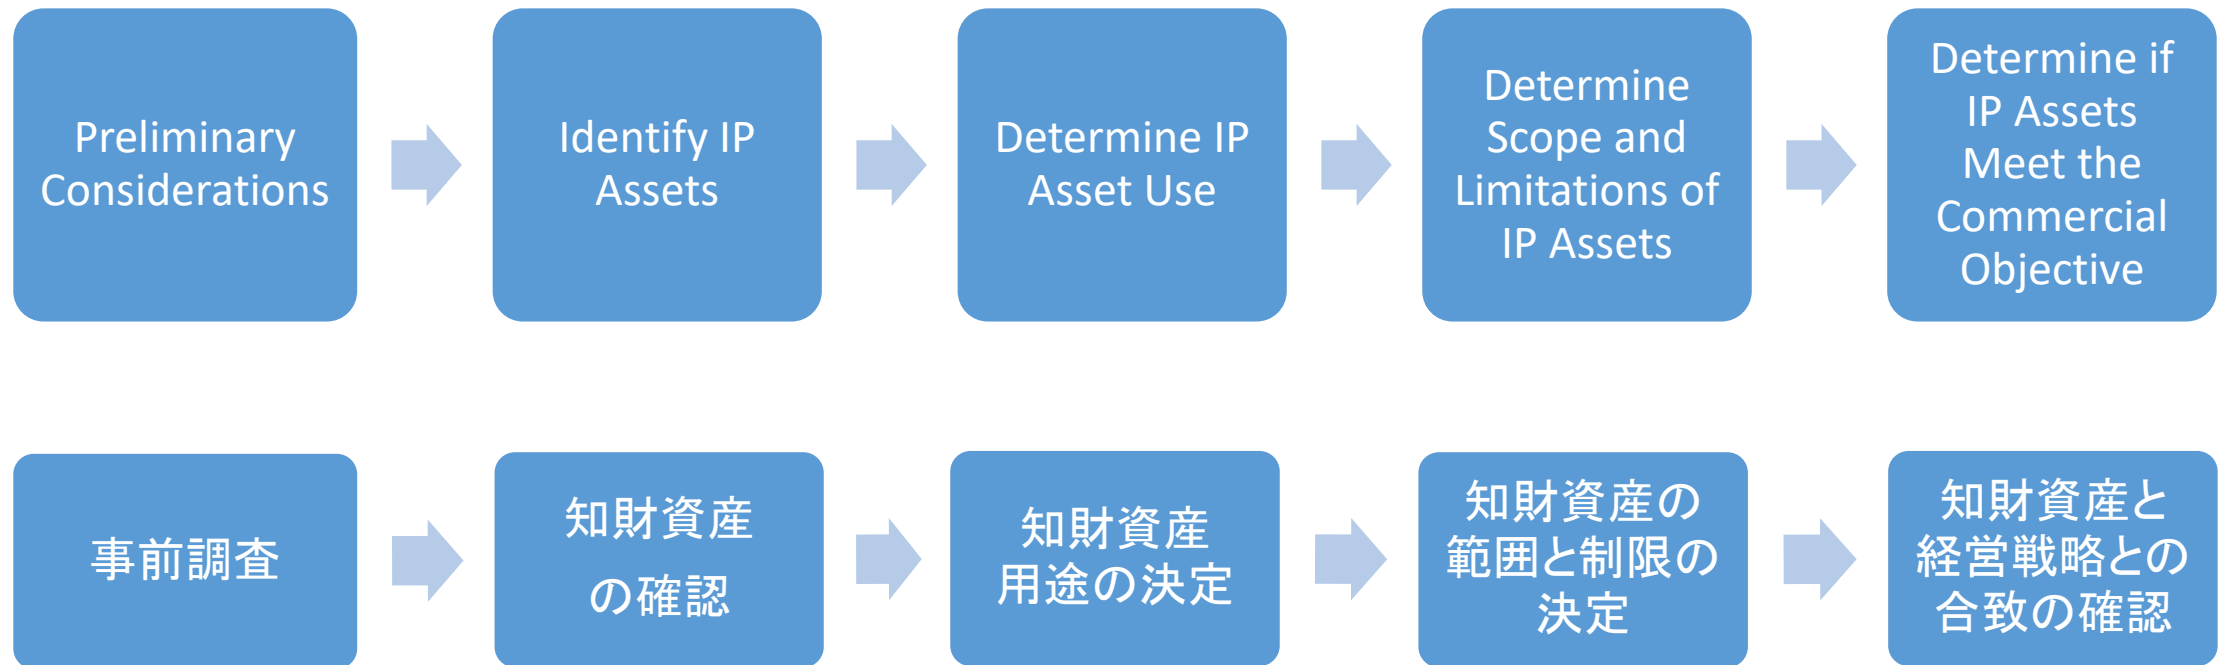 Preliminary
Considerations
Identify IP
Assets
Determine IP
Asset Use
Determine
Scope and
Limitations of
IP Assets
Determine if
IP Assets
Meet the
Commercial
Objective
事前調査
知財資産
の確認
知財資産
用途の決定
知財資産の
範囲と制限の
決定
知財資産と
経営戦略との
合致の確認